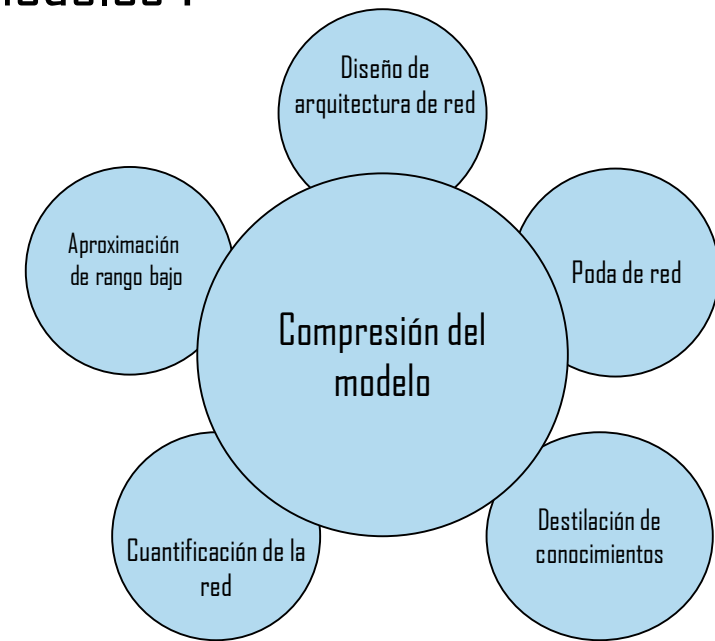 Diseño de
arquitectura de red
Aproximación
de rango bajo
Poda de red
Compresión del
modelo
Cuantificación de la
red
Destilación de
conocimientos